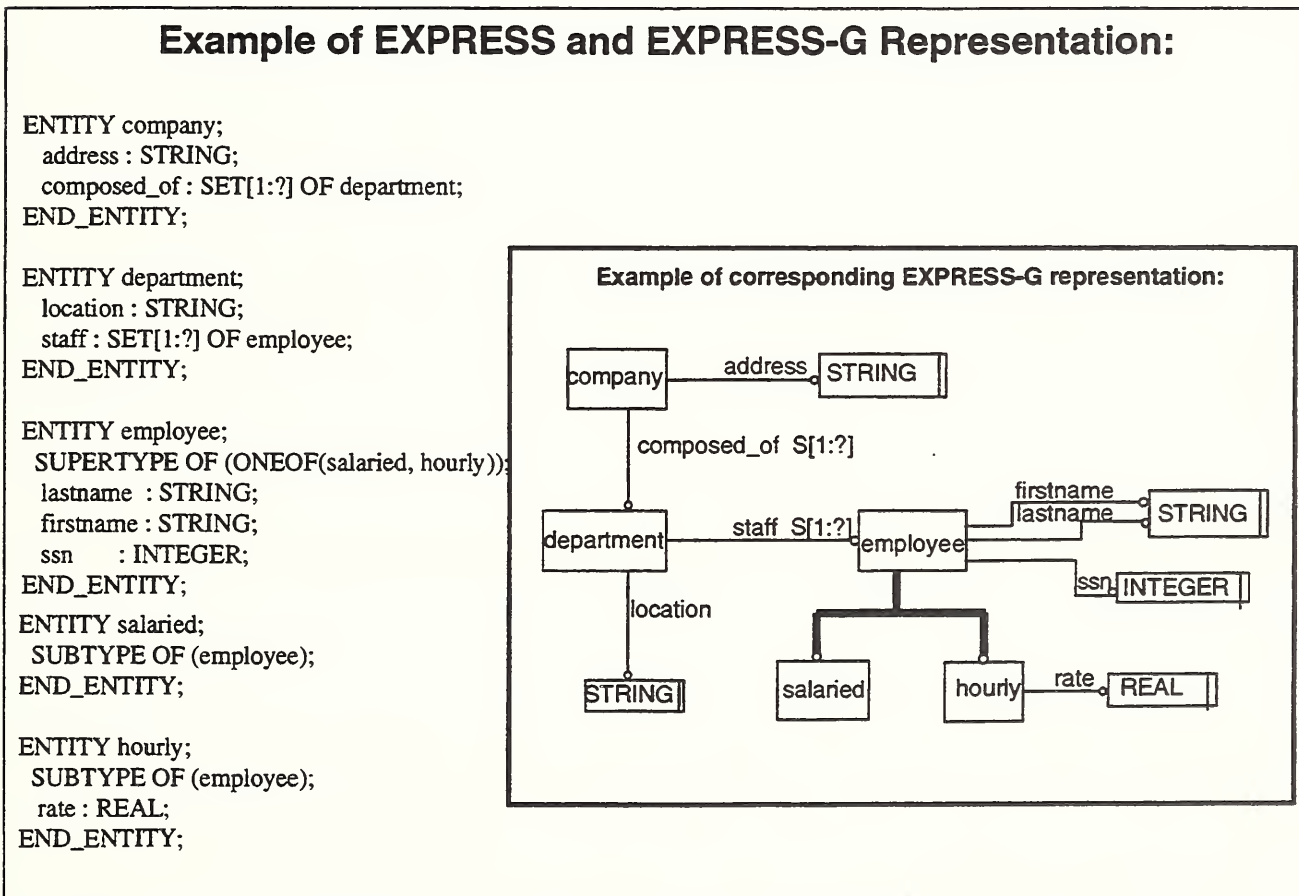 Example of EXPRESS and EXPRESS-G Representation:
ENTITY company;
address : STRING;
composed_of : SET[1:?] OF department;
END_ENTITY;
ENTITY department;
location : STRING;
staff : SET[1:?] OF employee;
END_ENTITY;
ENTITY employee;
SUPERTYPE OF (ONEOF(salaried, hourly));
lastname : STRING;
firstname : STRING;
ssn : INTEGER;
END_ENTITY;
ENTITY salaried;
SUBTYPE OF (employee);
END_ENTITY;
ENTITY hourly;
SUBTYPE OF (employee);
rate : REAL;
END_ENTITY;
Example of corresponding EXPRESS-G representation:
company address STRING
composed_of S[1:?]
firstname
lastname STRING
department staff S[1:?] employee
ssn INTEGER
location
STRING salaried hourly rate REAL